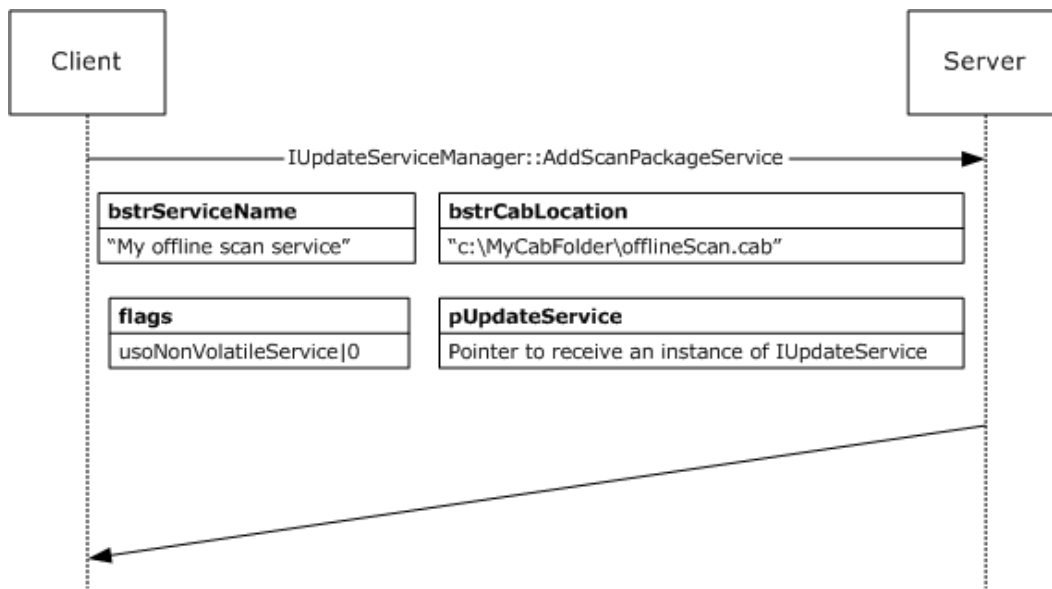 Client
Server
IUpdateServiceManager::AddScanPackageService
bstrServiceName
bstrCabLocation
“My offline scan service”
“c:\MyCabFolder\offlineScan.cab”
flags
pUpdateService
usoNonVolatileService|0
Pointer to receive an instance of IUpdateService